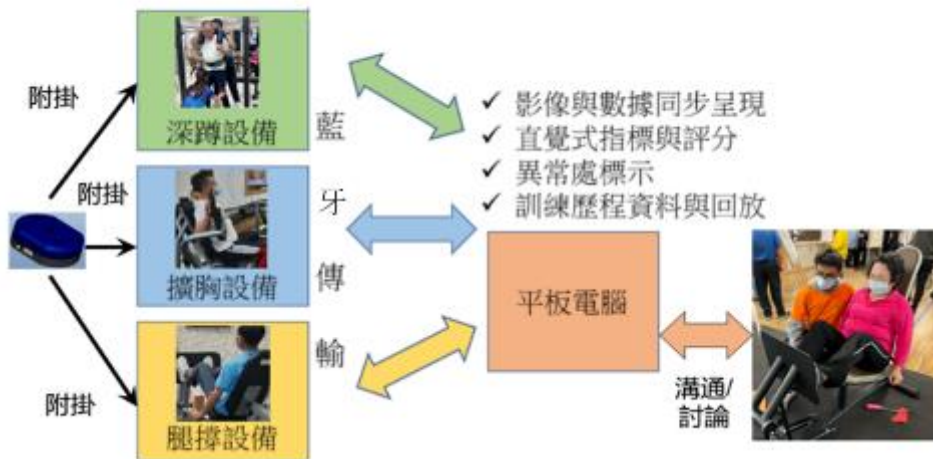 附掛
深蹲設備
附掛
擴胸設備
附掛
腿撐設備
藍
牙
傳
輸
✓ 影像與數據同步呈現
✓ 直覺式指標與評分
✓ 異常處標示
✓ 訓練歷程資料與回放
平板電腦
溝通/
討論